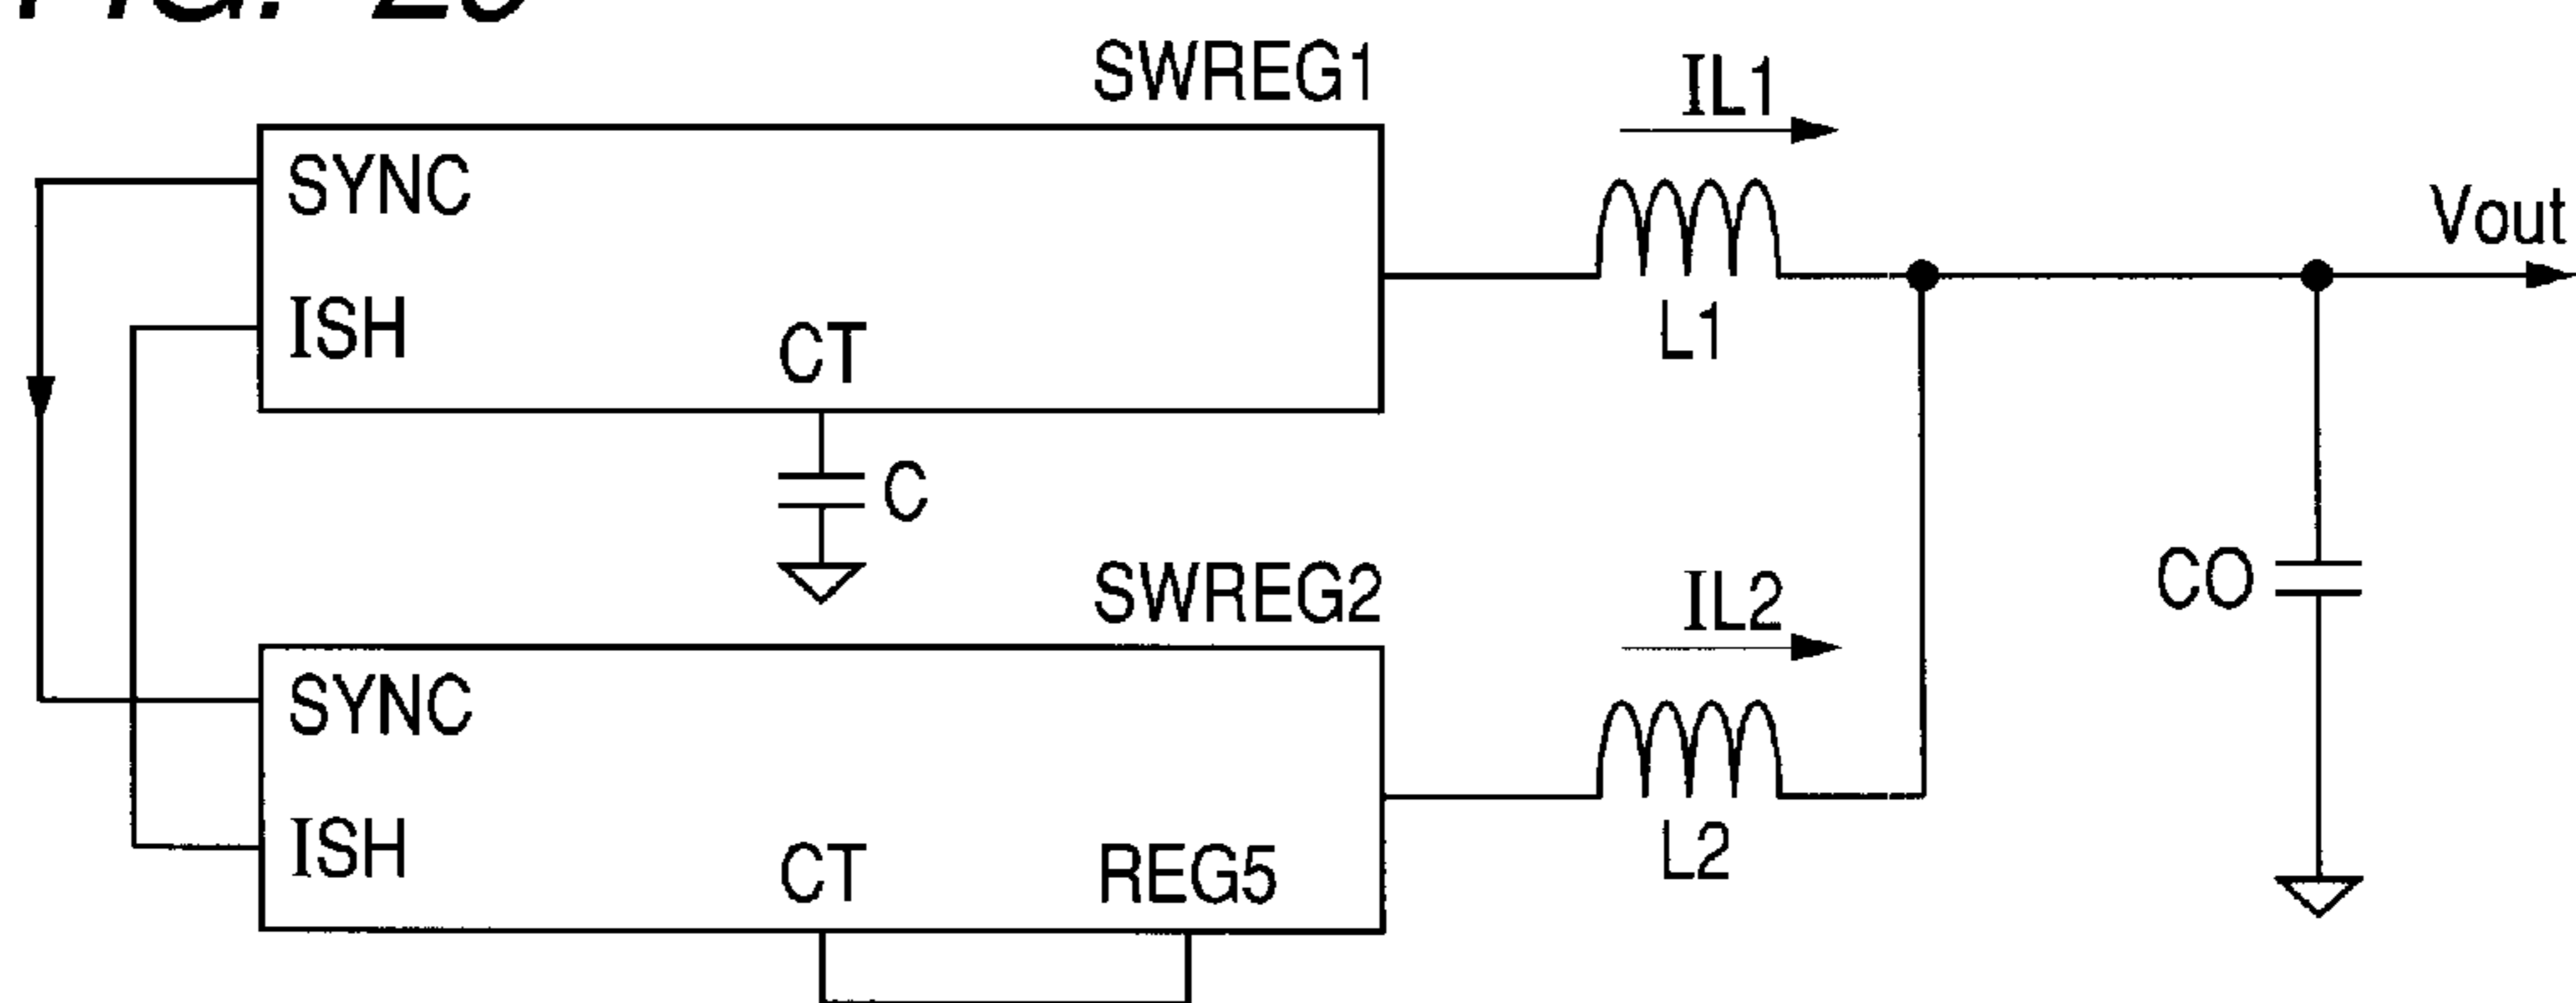 SWREG1
IL1
SYNC
Vout
ISH
CT
L1
C
SWREG2
IL2
CO
SYNC
ISH
CT
REG5
L2